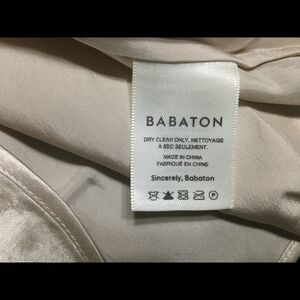 BABATON
DRY CLEAN ONLY. NETTOYAGE
À SEC SEULEMENT.
MADE IN CHINA
FABRIQUÉ EN CHINE
Sincerely, Babaton
P